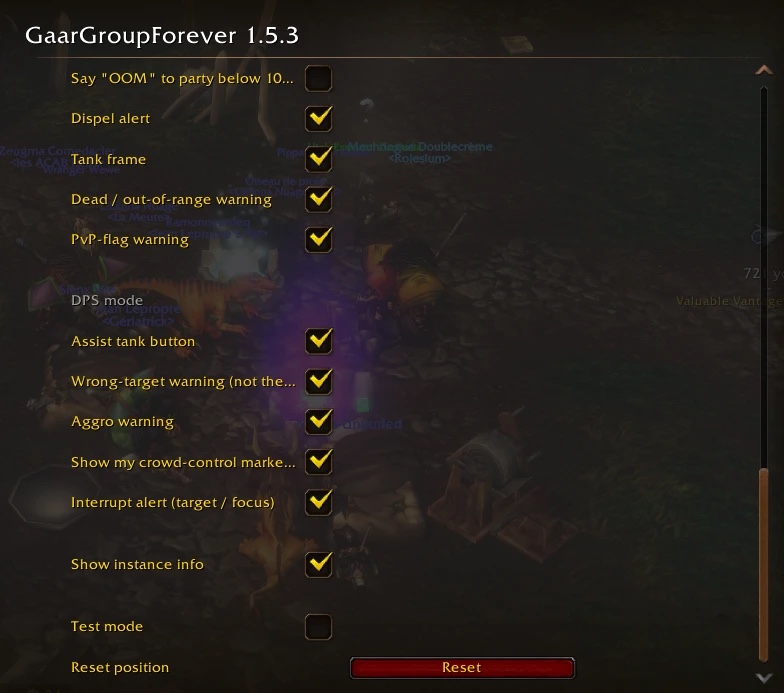 GaarGroupForever 1.5.3
Say "OOM" to party below 10...
Dispel alert
Tank frame
Doublecrème
<Kolesium>
Dead / out-of-range warning
PvP-flag warning
DPS mode
Assist tank button
Wrong-target warning (not the...
Aggro warning
Show my crowd-control marke...
Interrupt alert (target / focus)
Show instance info
Test mode
Reset position
Reset